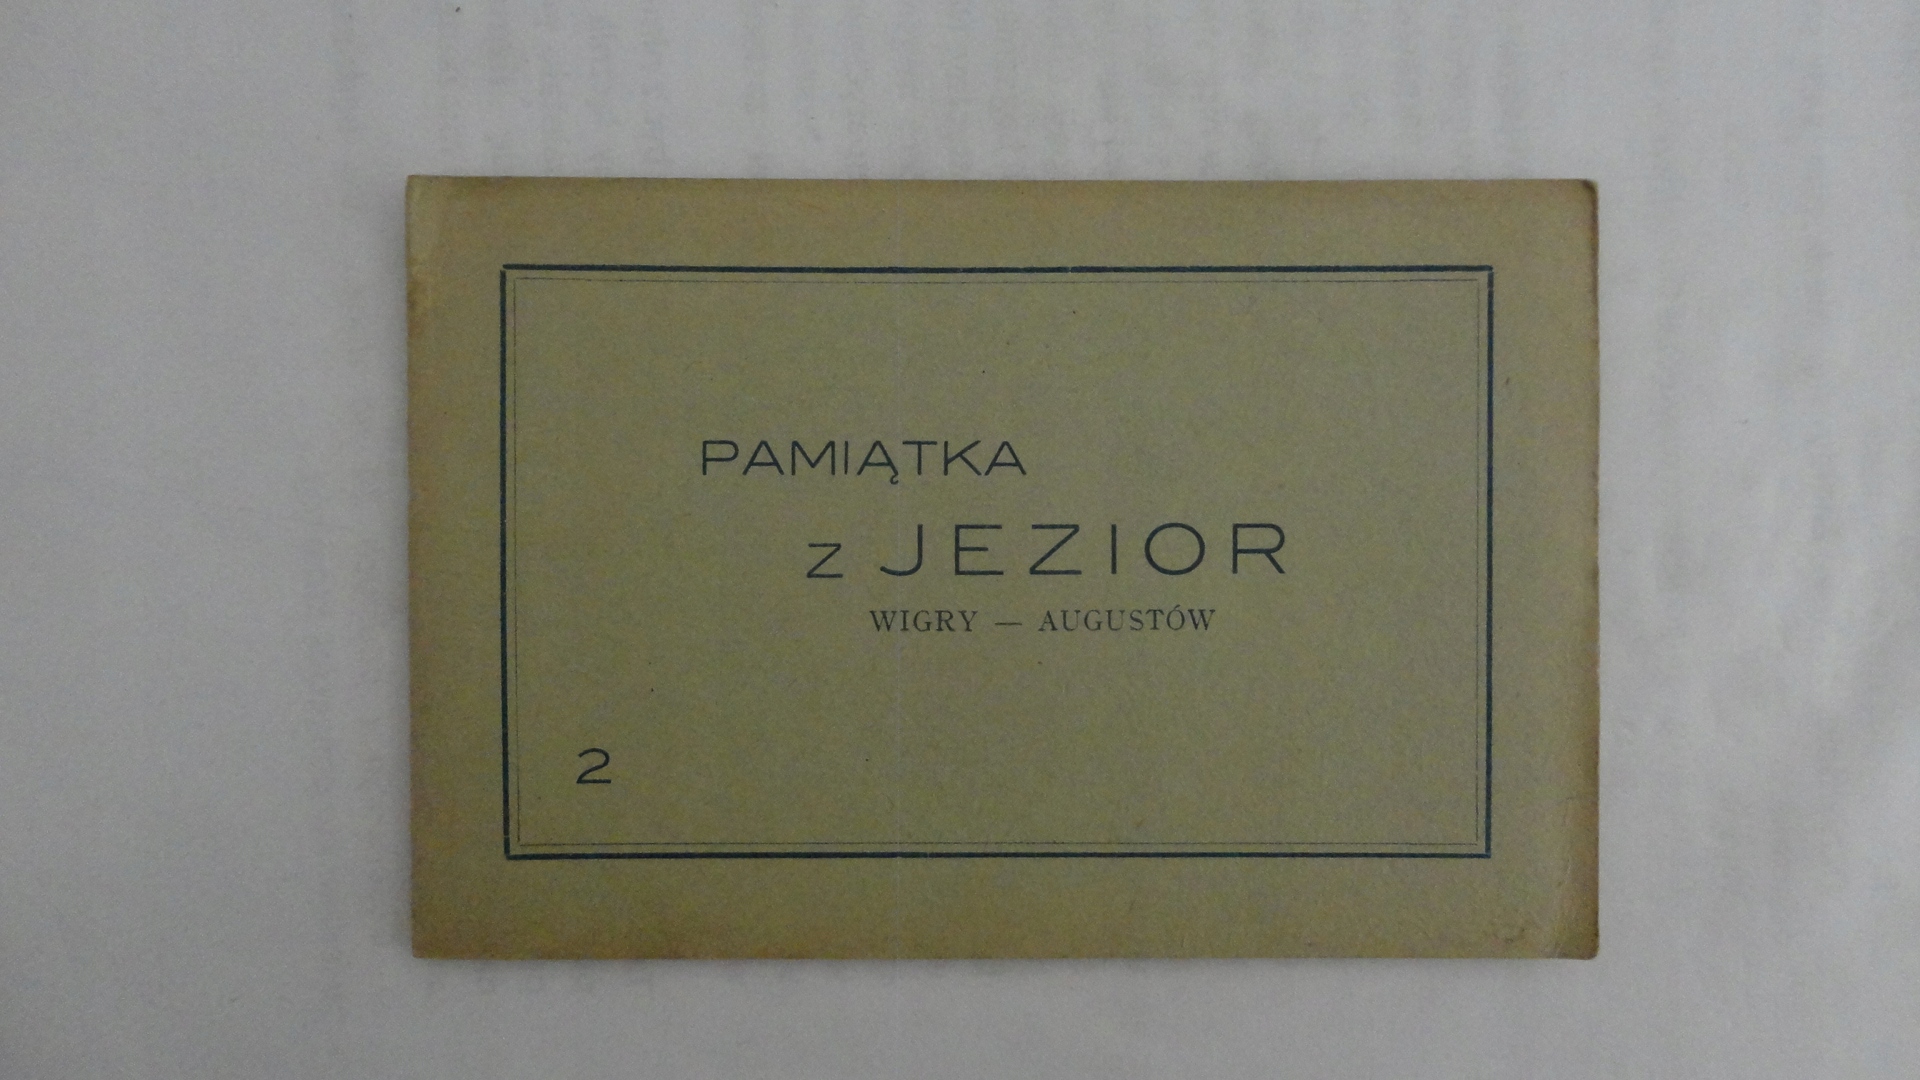 PAMIĄTKA
z JEZIOR
WIGRY — AUGUSTÓW
2